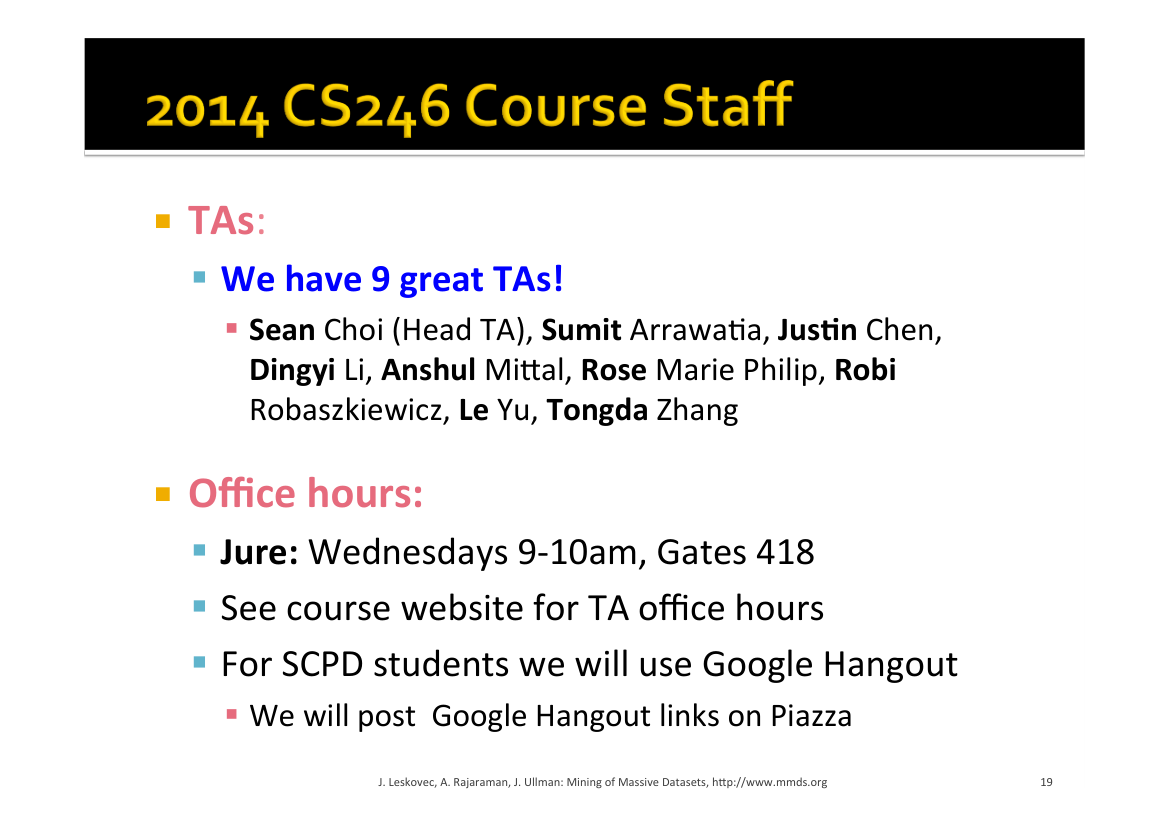 2014 CS246 Course Staff
TAs:
We have 9 great TAs!
Sean Choi (Head TA), Sumit Arrawatia, Justin Chen,
Dingyi Li, Anshul Mittal, Rose Marie Philip, Robi
Robaszkiewicz, Le Yu, Tongda Zhang
Office hours:
Jure: Wednesdays 9-10am, Gates 418
See course website for TA office hours
For SCPD students we will use Google Hangout
We will post  Google Hangout links on Piazza
J. Leskovec, A. Rajaraman, J. Ullman: Mining of Massive Datasets, http://www.mmds.org
19